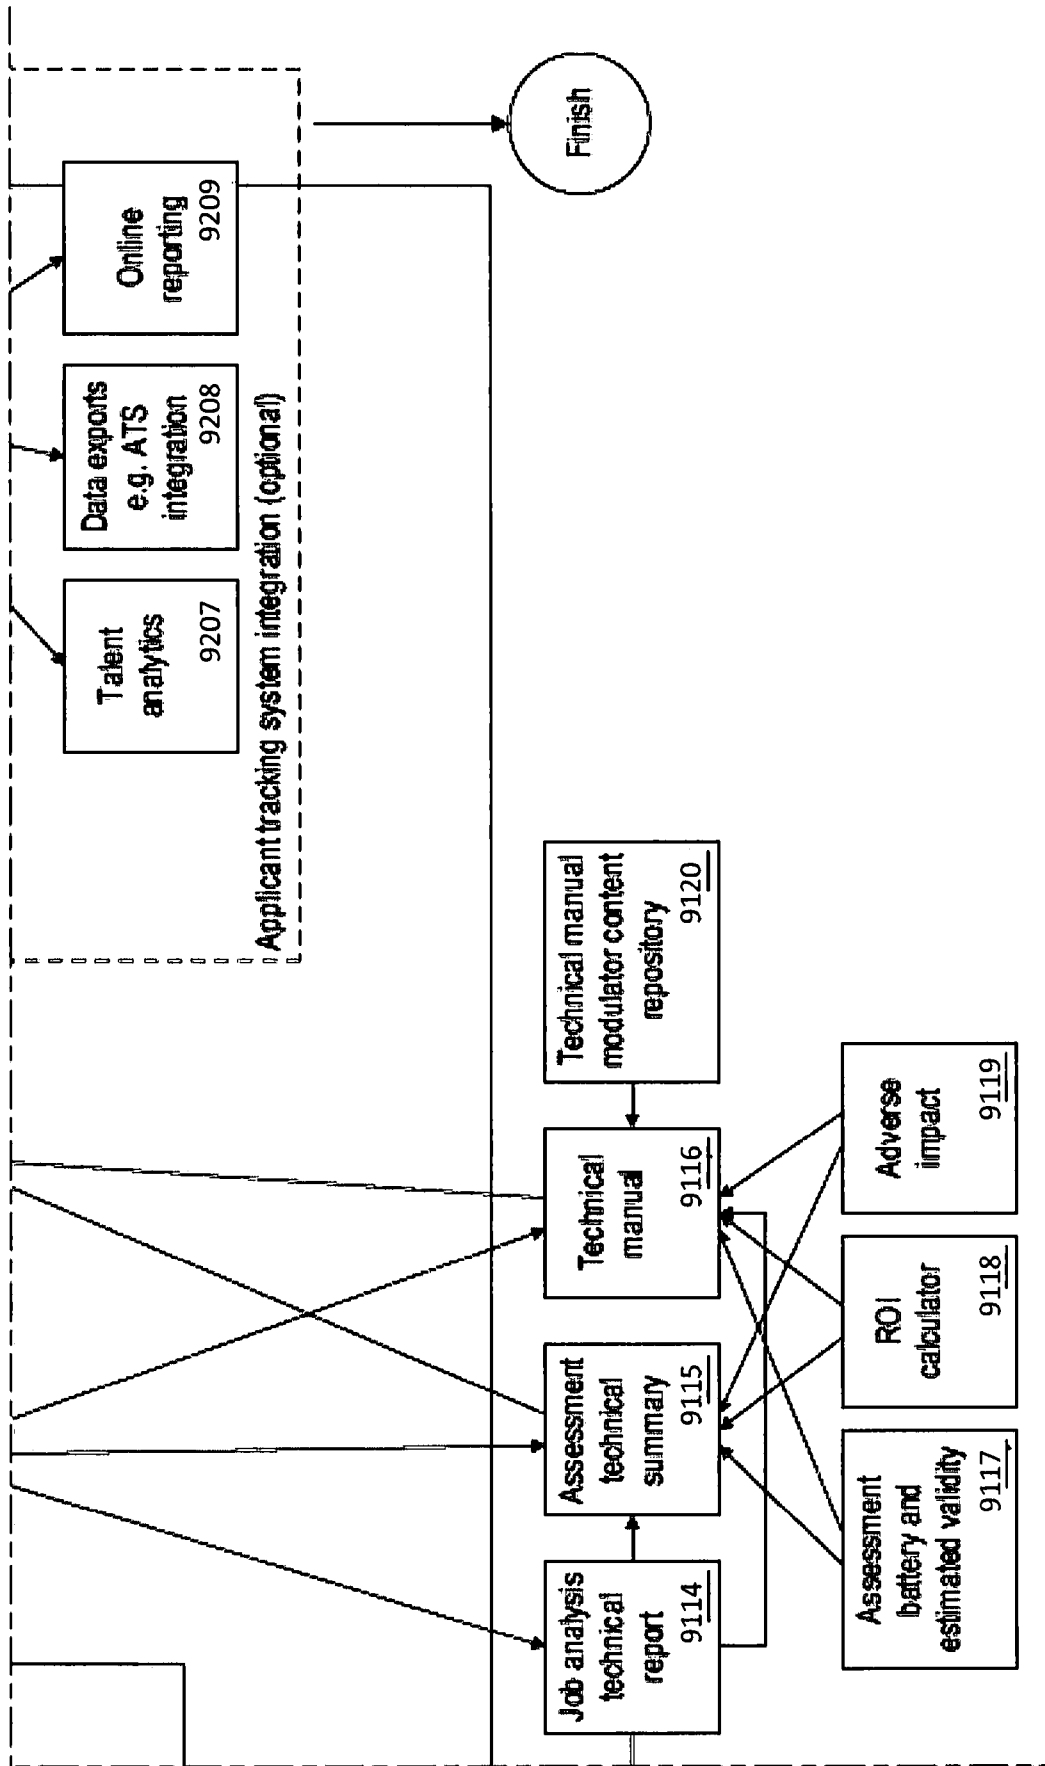 Talent
analytics
9207
Data exports
e.g. ATS
integration
9208
Online
reporting
9209
Applicant tracking system integration (optional)
Finish
Job analysis
technical
report
9114
Assessment
technical
summary
9115
Technical
manual
9116
Technical manual
modulator content
repository
9120
Assessment
battery and
estimated validity
9117
ROI
calculator
9118
Adverse
impact
9119